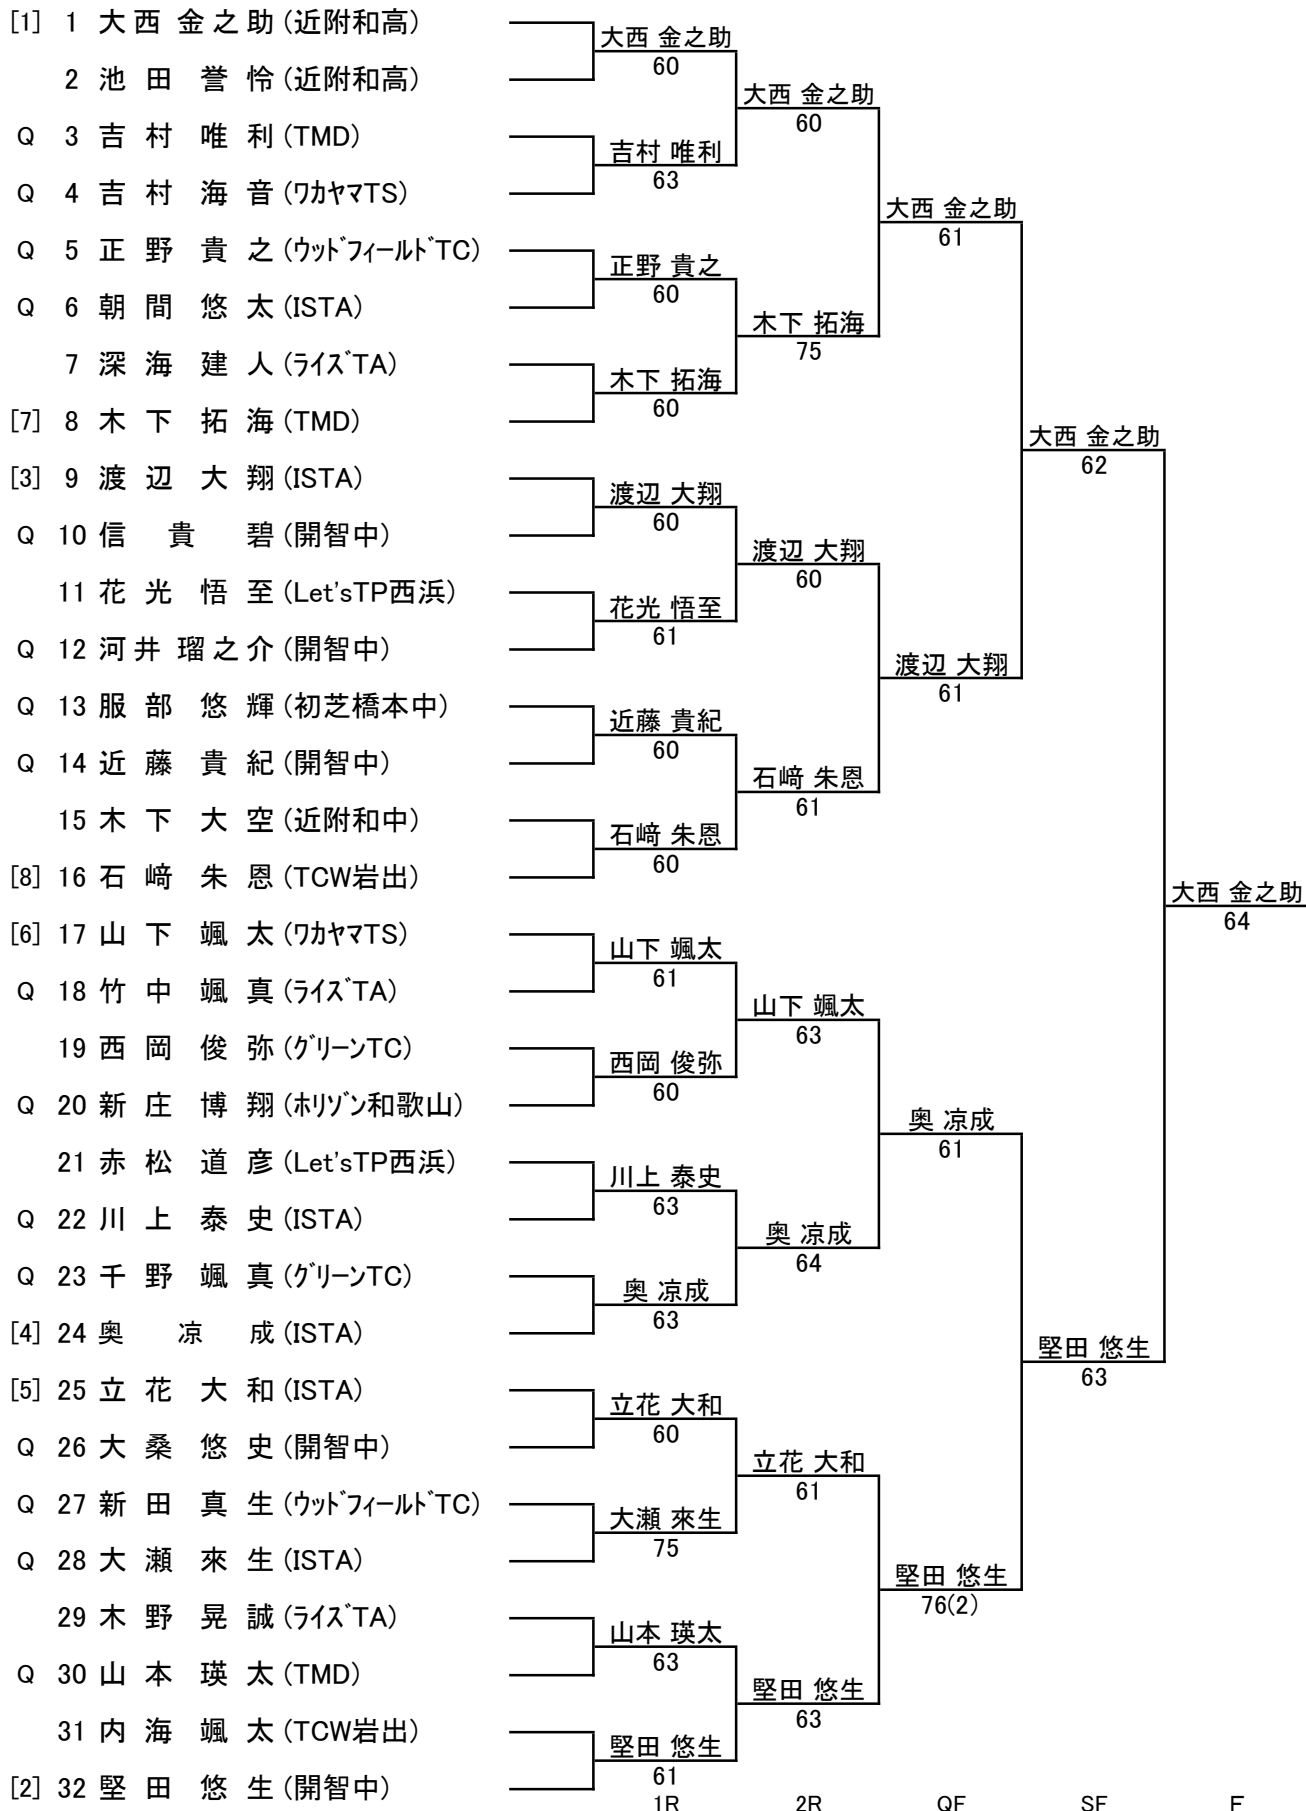 [1] 1 大西 金之助 (近附和高)
2 池田 誉怜 (近附和高)
Q 3 吉村 唯利 (TMD)
Q 4 吉村 海音 (ワカヤマTS)
Q 5 正野 貴之 (ウッドフィールドTC)
Q 6 朝間 悠太 (ISTA)
7 深海 建人 (ライズTA)
[7] 8 木下 拓海 (TMD)
[3] 9 渡辺 大翔 (ISTA)
Q 10 信貴 碧 (開智中)
11 花光 悟至 (Let'sTP西浜)
Q 12 河井 瑠之介 (開智中)
Q 13 服部 悠輝 (初芝橋本中)
Q 14 近藤 貴紀 (開智中)
15 木下 大空 (近附和中)
[8] 16 石﨑 朱恩 (TCW岩出)
[6] 17 山下 颯太 (ワカヤマTS)
Q 18 竹中 颯真 (ライズTA)
19 西岡 俊弥 (グリーンTC)
Q 20 新庄 博翔 (ホリゾン和歌山)
21 赤松 道彦 (Let'sTP西浜)
Q 22 川上 泰史 (ISTA)
Q 23 千野 颯真 (グリーンTC)
[4] 24 奥 凉成 (ISTA)
[5] 25 立花 大和 (ISTA)
Q 26 大桑 悠史 (開智中)
Q 27 新田 真生 (ウッドフィールドTC)
Q 28 大瀬 來生 (ISTA)
29 木野 晃誠 (ライズTA)
Q 30 山本 瑛太 (TMD)
31 内海 颯太 (TCW岩出)
[2] 32 堅田 悠生 (開智中)
大西 金之助
60
吉村 唯利
63
正野 貴之
60
木下 拓海
60
渡辺 大翔
60
花光 悟至
61
近藤 貴紀
60
石﨑 朱恩
60
山下 颯太
61
西岡 俊弥
60
川上 泰史
63
奥 凉成
63
立花 大和
60
大瀬 來生
75
山本 瑛太
63
堅田 悠生
61
1R
大西 金之助
60
木下 拓海
75
渡辺 大翔
60
石﨑 朱恩
61
山下 颯太
63
奥 凉成
64
立花 大和
61
堅田 悠生
63
2R
大西 金之助
61
渡辺 大翔
61
奥 凉成
61
堅田 悠生
76(2)
QF
大西 金之助
62
堅田 悠生
63
SF
大西 金之助
64
F